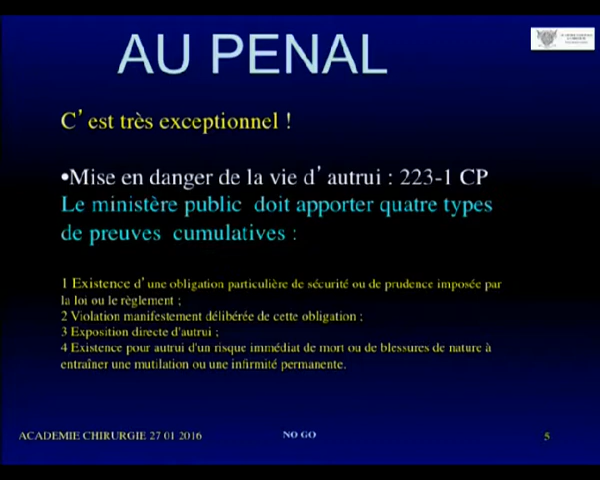 AU PENAL
C'est très exceptionnel !
•Mise en danger de la vie d'autrui : 223-1 CP
Le ministère public doit apporter quatre types
de preuves cumulatives :
1 Existence d'une obligation particulière de sécurité ou de prudence imposée par
la loi ou le règlement ;
2 Violation manifestement délibérée de cette obligation ;
3 Exposition directe d'autrui ;
4 Existence pour autrui d'un risque immédiat de mort ou de blessures de nature à
entraîner une mutilation ou une infirmité permanente.
ACADEMIE CHIRURGIE 27 01 2016
NO GO
5